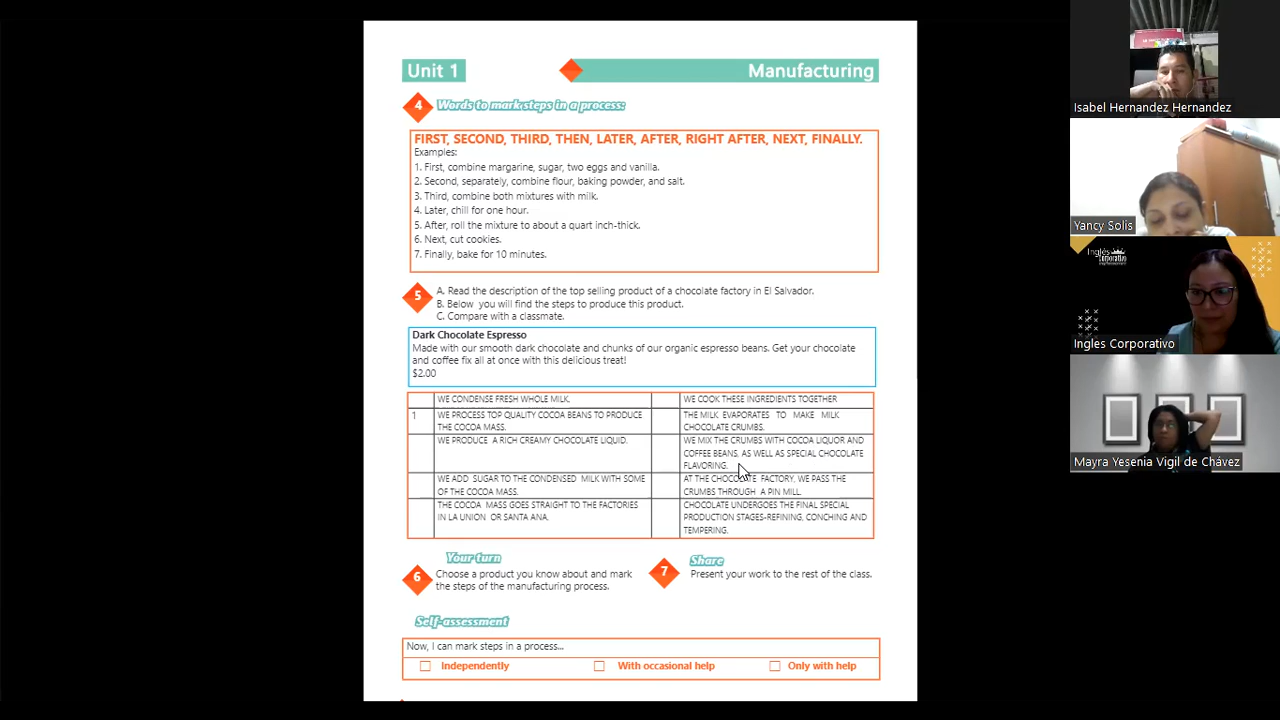 Unit 1
Manufacturing
4
Words to mark steps in a process:
FIRST, SECOND, THIRD, THEN, LATER, AFTER, RIGHT AFTER, NEXT, FINALLY.
Examples:
1. First, combine margarine, sugar, two eggs and vanilla.
2. Second, separately, combine flour, baking powder, and salt.
3. Third, combine both mixtures with milk.
4. Later, chill for one hour.
5. After, roll the mixture to about a quart inch-thick.
6. Next, cut cookies.
7. Finally, bake for 10 minutes.
5
A. Read the description of the top selling product of a chocolate factory in El Salvador.
B. Below you will find the steps to produce this product.
C. Compare with a classmate.
Dark Chocolate Espresso
Made with our smooth dark chocolate and chunks of our organic espresso beans. Get your chocolate
and coffee fix all at once with this delicious treat!
$2.00
WE CONDENSE FRESH WHOLE MILK.
WE COOK THESE INGREDIENTS TOGETHER
1
WE PROCESS TOP QUALITY COCOA BEANS TO PRODUCE
THE COCOA MASS.
THE MILK EVAPORATES TO MAKE MILK
CHOCOLATE CRUMBS.
WE PRODUCE A RICH CREAMY CHOCOLATE LIQUID.
WE MIX THE CRUMBS WITH COCOA LIQUOR AND
COFFEE BEANS, AS WELL AS SPECIAL CHOCOLATE
FLAVORING.
WE ADD SUGAR TO THE CONDENSED MILK WITH SOME
OF THE COCOA MASS.
AT THE CHOCOLATE FACTORY, WE PASS THE
CRUMBS THROUGH A PIN MILL.
THE COCOA MASS GOES STRAIGHT TO THE FACTORIES
IN LA UNION OR SANTA ANA.
CHOCOLATE UNDERGOES THE FINAL SPECIAL
PRODUCTION STAGES-REFINING, CONCHING AND
TEMPERING.
6
Your turn
Choose a product you know about and mark
the steps of the manufacturing process.
7
Share
Present your work to the rest of the class.
Self-assessment
Now, I can mark steps in a process...
Independently
With occasional help
Only with help
Isabel Hernandez Hernandez
Yancy Solis
Inglés
Corporativo
Ingles Corporativo
Mayra Yesenia Vigil de Chávez